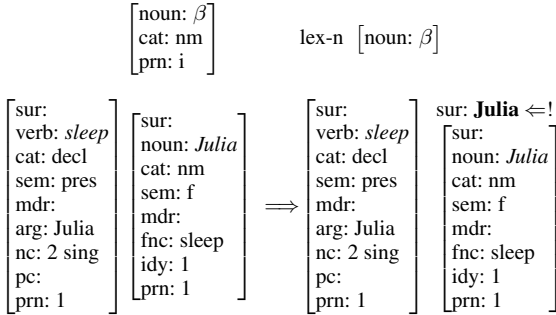 [noun: β
cat: nm
prn: i]
lex-n [noun: β]
[sur:
verb: sleep
cat: decl
sem: pres
mdr:
arg: Julia
nc: 2 sing
pc:
prn: 1]
[sur:
noun: Julia
cat: nm
sem: f
mdr:
fnc: sleep
idy: 1
prn: 1]
⟹
[sur:
verb: sleep
cat: decl
sem: pres
mdr:
arg: Julia
nc: 2 sing
pc:
prn: 1]
sur: Julia ⇐!
[sur:
noun: Julia
cat: nm
sem: f
mdr:
fnc: sleep
idy: 1
prn: 1]